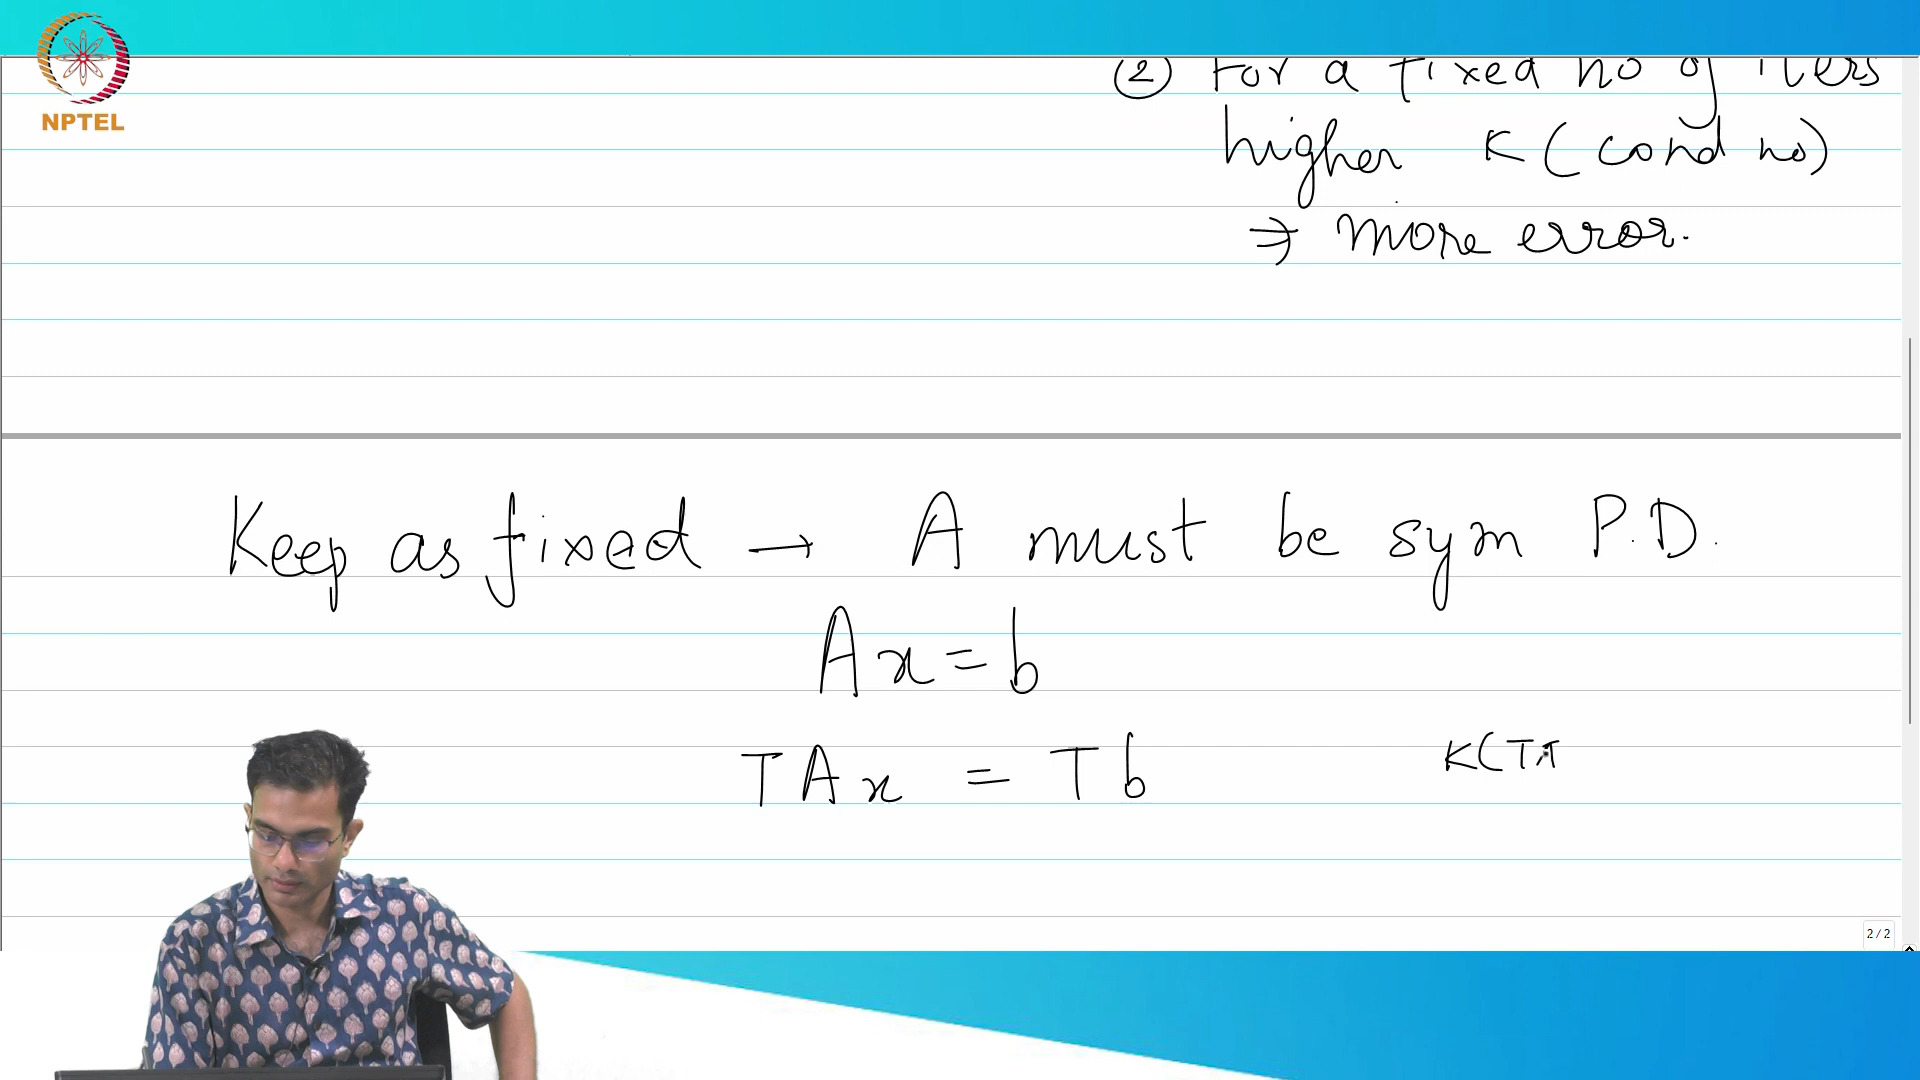 NPTEL
(2) For a fixed no of iters
higher K (cond no)
⇒ more error.
Keep as fixed → A must be sym P.D.
Ax = b
TAx = Tb
K(TA
2 / 2